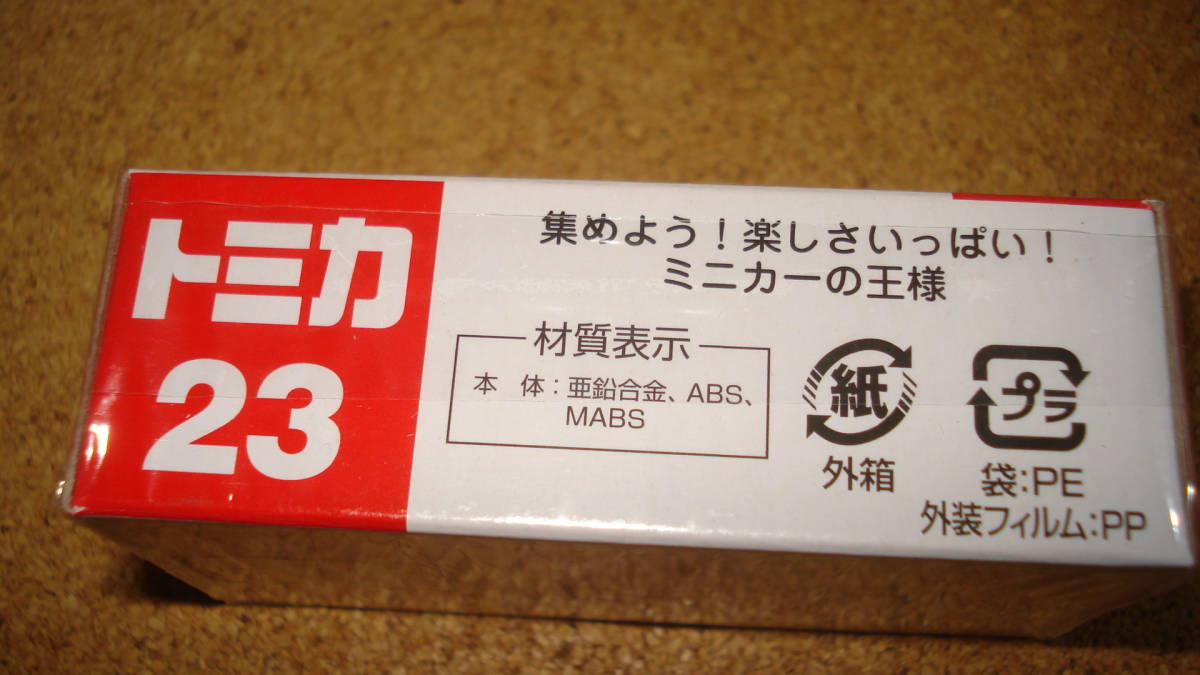 トミカ
23
集めよう！楽しさいっぱい！
ミニカーの王様
材質表示
本　体：亜鉛合金、ABS、
MABS
紙
外箱
プラ
袋:PE
外装フィルム:PP